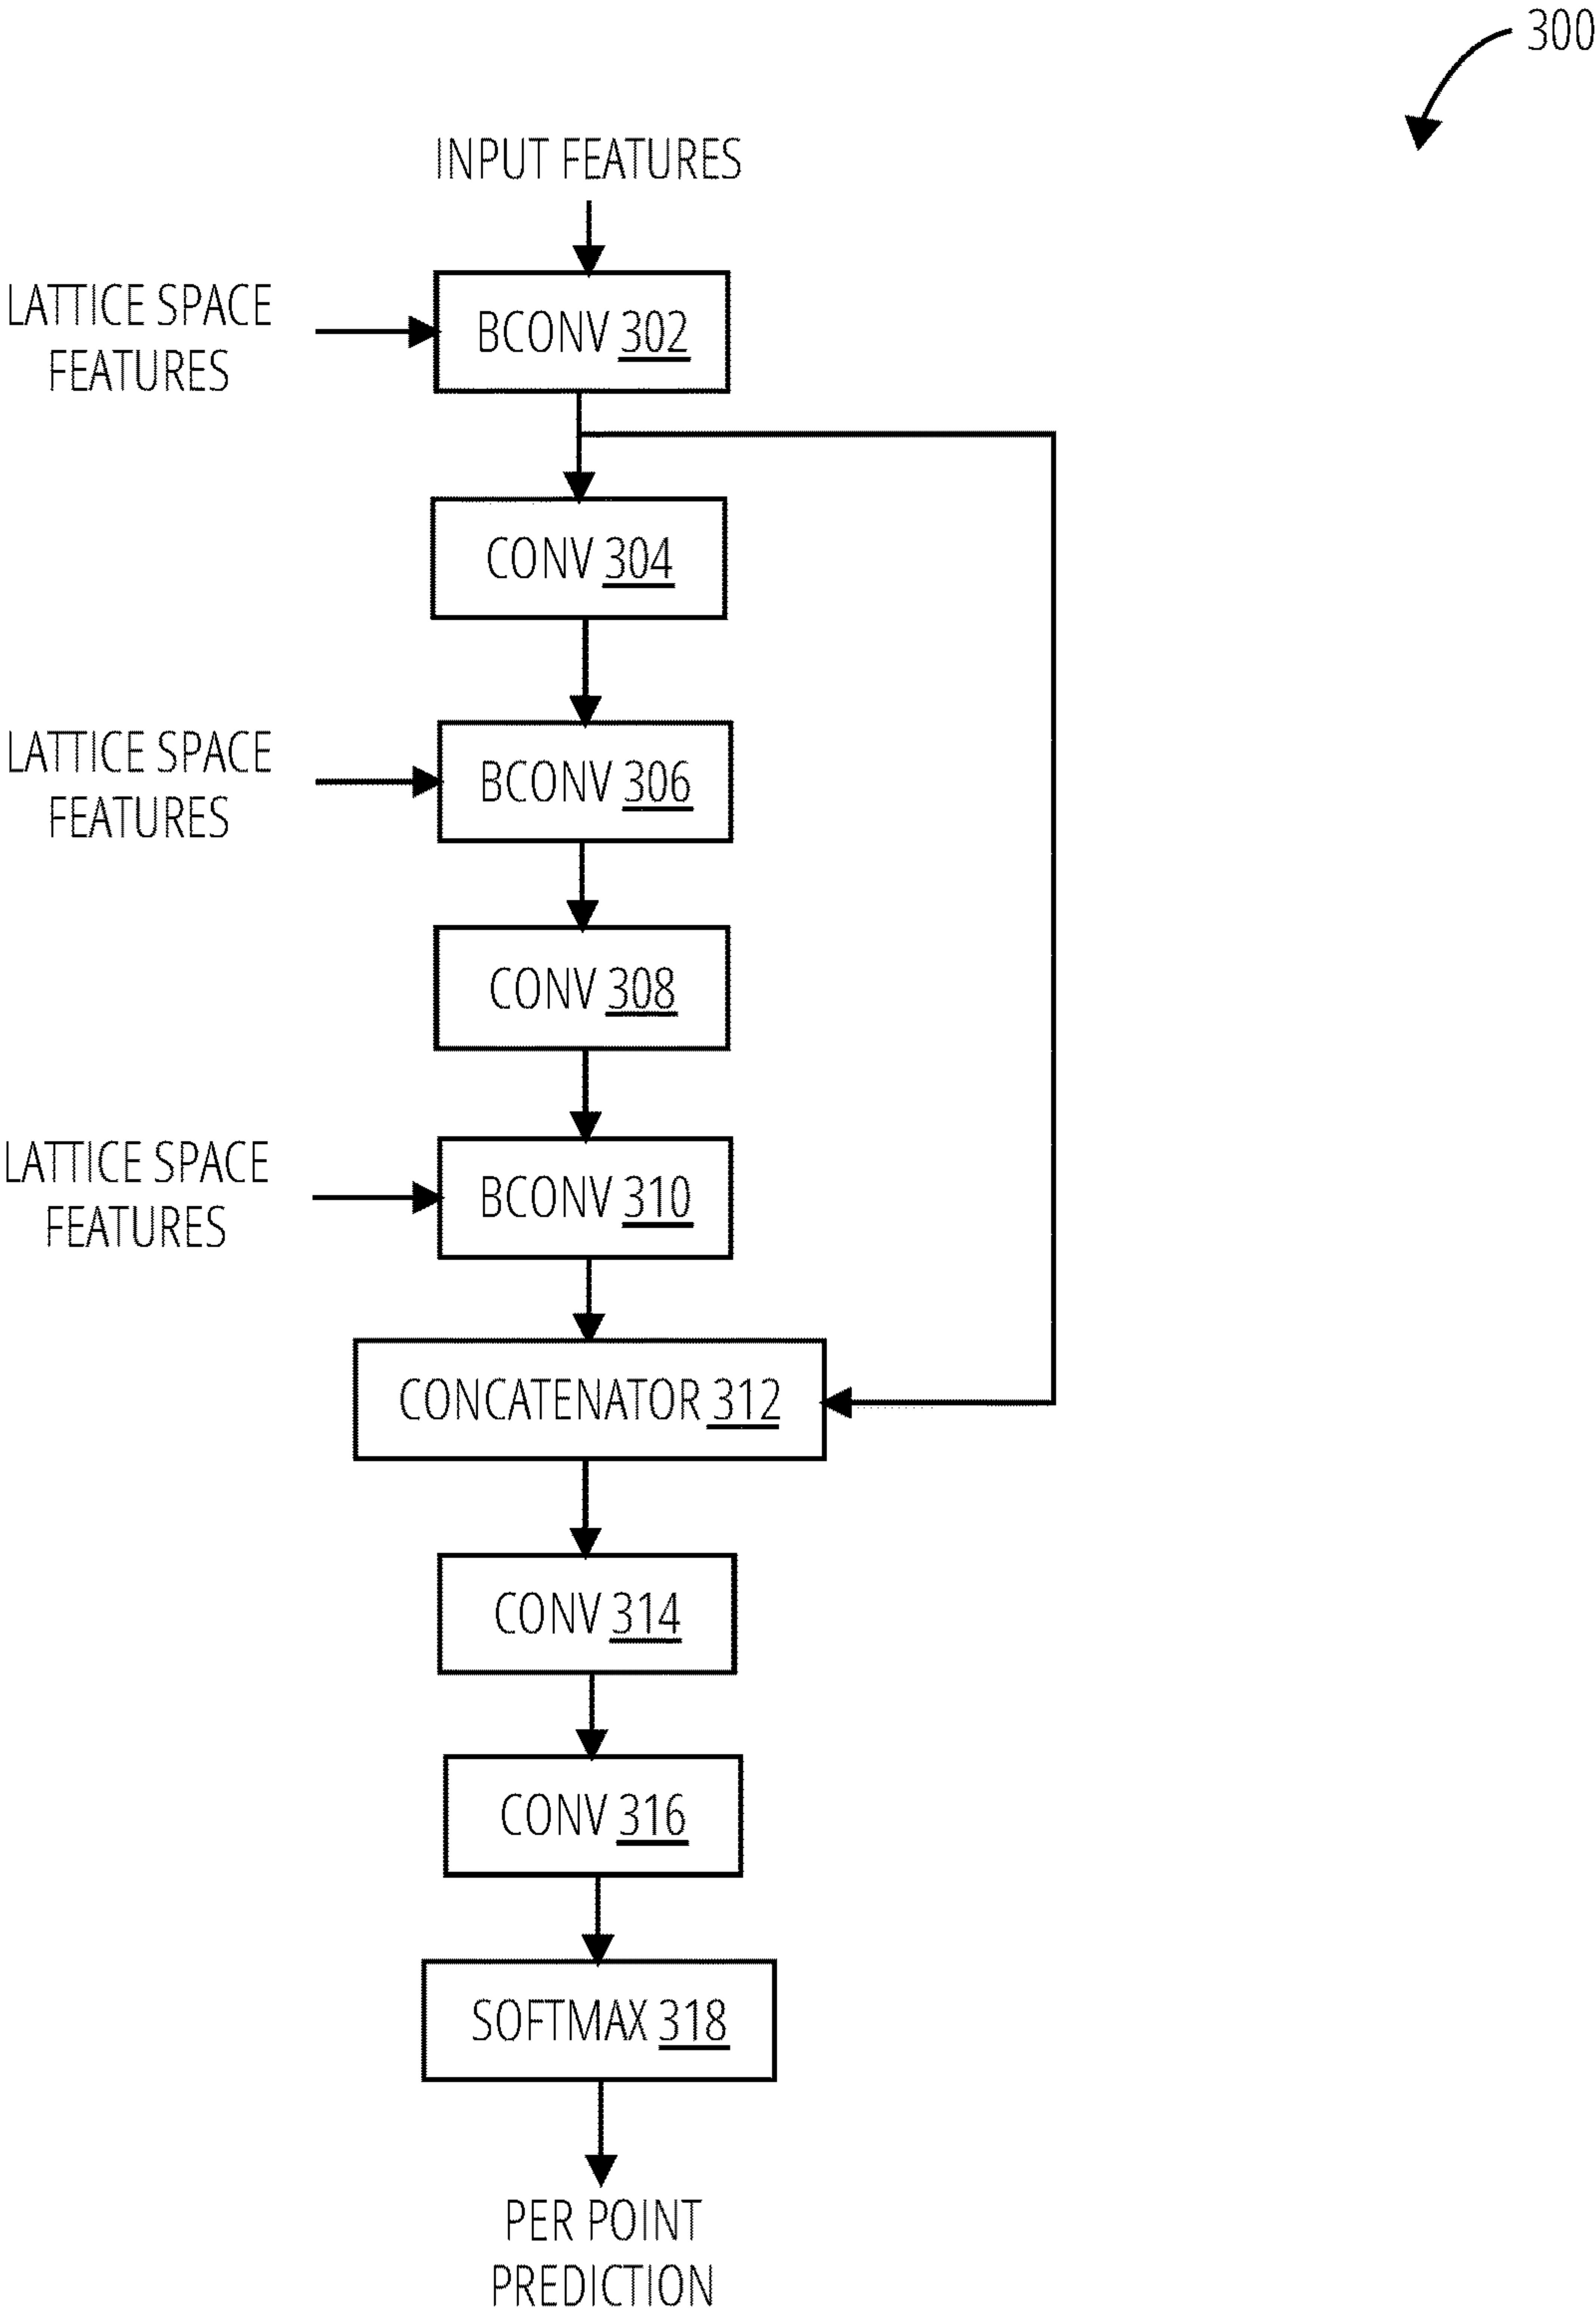 300
INPUT FEATURES
LATTICE SPACE
FEATURES
BCONV 302
CONV 304
LATTICE SPACE
FEATURES
BCONV 306
CONV 308
LATTICE SPACE
FEATURES
BCONV 310
CONCATENATOR 312
CONV 314
CONV 316
SOFTMAX 318
PER POINT
PREDICTION